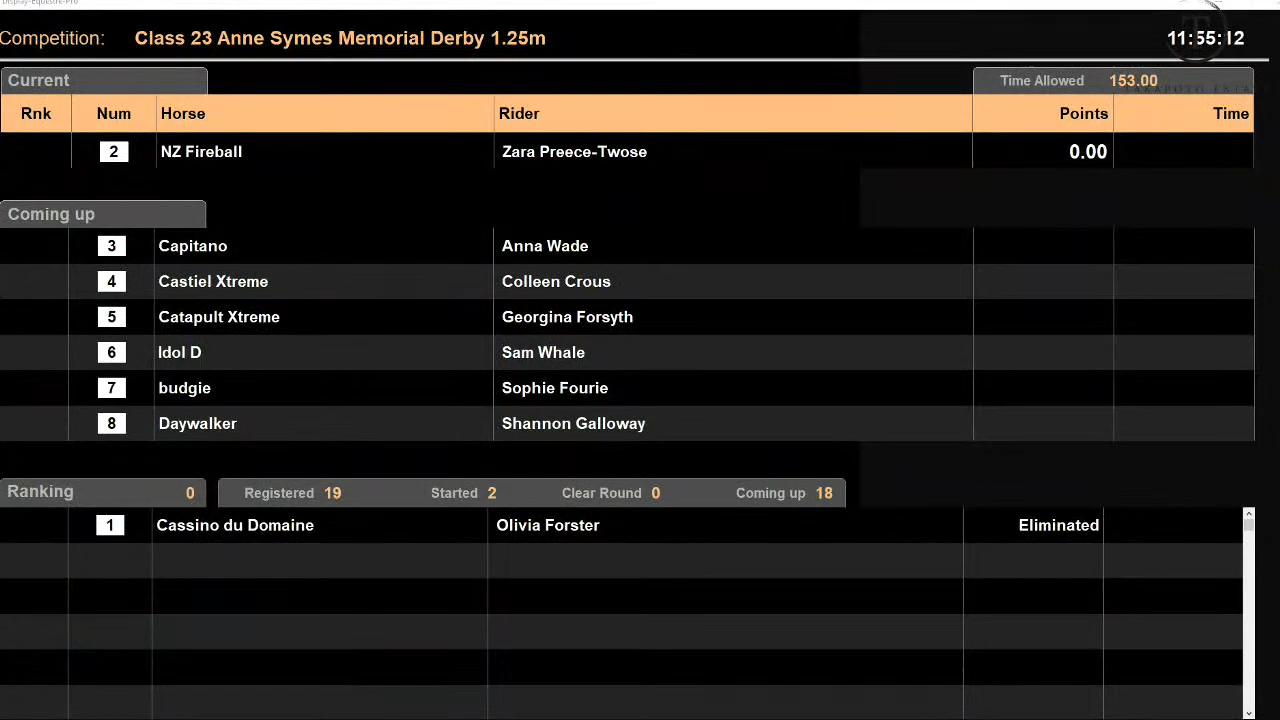 Display-Equestre-Pro
Competition: Class 23 Anne Symes Memorial Derby 1.25m 11:55:12
Current Time Allowed 153.00
Rnk Num Horse Rider Points Time
2 NZ Fireball Zara Preece-Twose 0.00
Coming up
3 Capitano Anna Wade
4 Castiel Xtreme Colleen Crous
5 Catapult Xtreme Georgina Forsyth
6 Idol D Sam Whale
7 budgie Sophie Fourie
8 Daywalker Shannon Galloway
Ranking 0 Registered 19 Started 2 Clear Round 0 Coming up 18
1 Cassino du Domaine Olivia Forster Eliminated